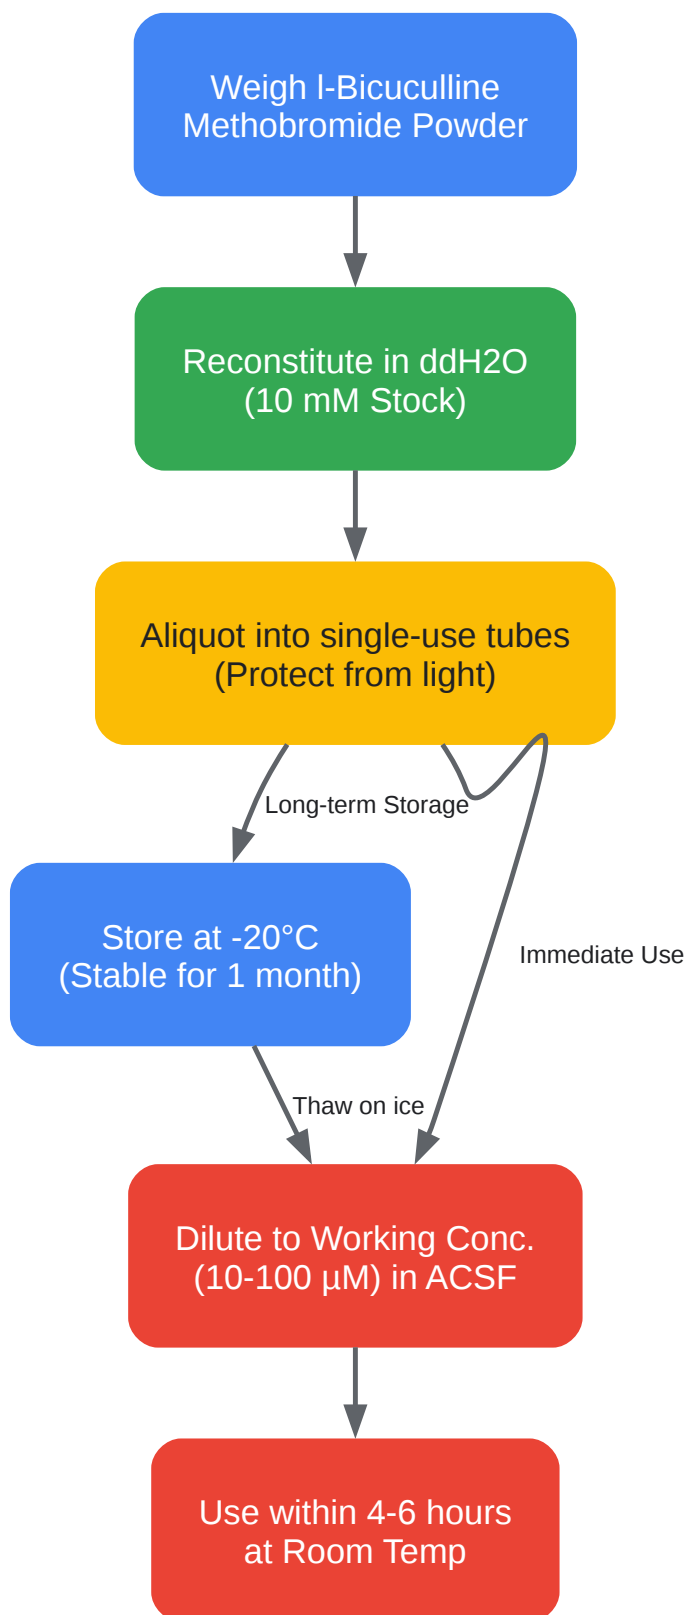 Weigh l-Bicuculline
Methobromide Powder
Reconstitute in ddH2O
(10 mM Stock)
Aliquot into single-use tubes
(Protect from light)
Long-term Storage
Store at -20°C
(Stable for 1 month)
Immediate Use
Thaw on ice
Dilute to Working Conc.
(10-100 µM) in ACSF
Use within 4-6 hours
at Room Temp